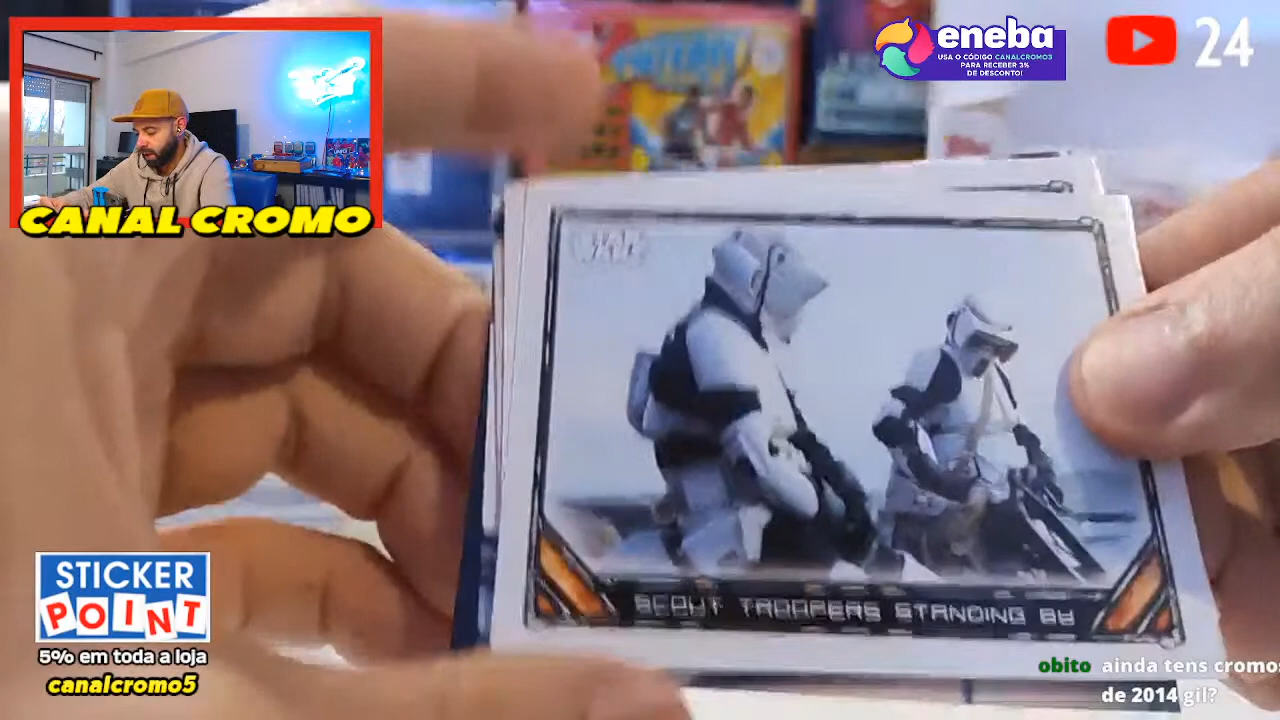 eneba
USA O CÓDIGO CANALCROMO3
PARA RECEBER 3%
DE DESCONTO!
24
CANAL CROMO
SCOUT TROOPERS STANDING BY
STICKER
POINT
5% em toda a loja
canalcromo5
obito ainda tens cromos
de 2014 gil?